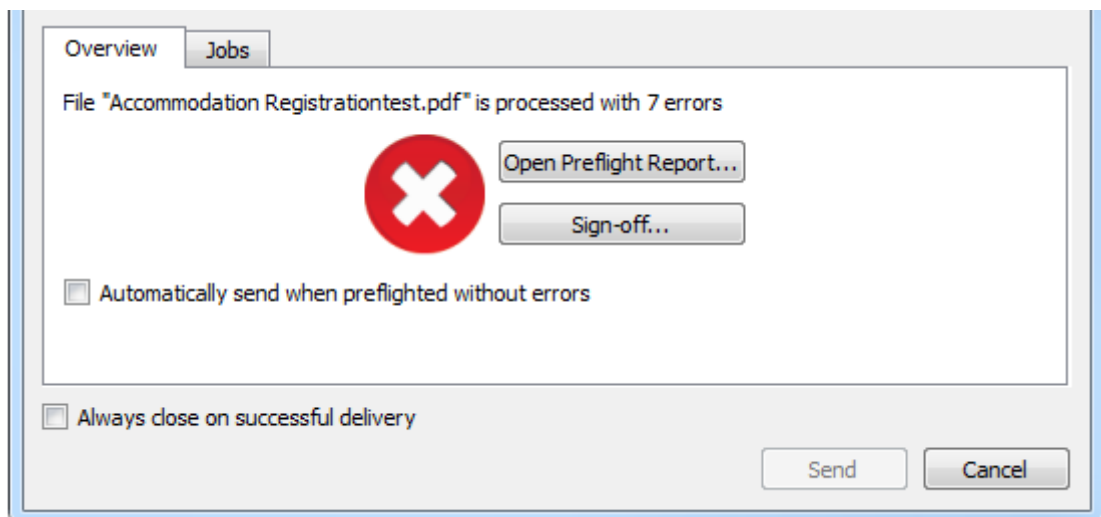 Overview
Jobs
File "Accommodation Registrationtest.pdf" is processed with 7 errors
Open Preflight Report...
Sign-off...
Automatically send when preflighted without errors
Always close on successful delivery
Send
Cancel